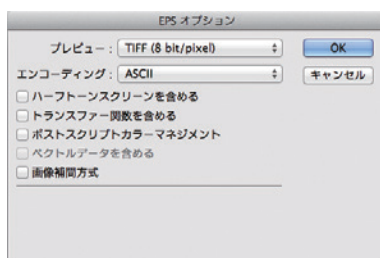 EPS オプション
プレビュー： TIFF (8 bit/pixel) OK
エンコーディング： ASCII キャンセル
ハーフトーンスクリーンを含める
トランスファー関数を含める
ポストスクリプトカラーマネジメント
ベクトルデータを含める
画像補間方式